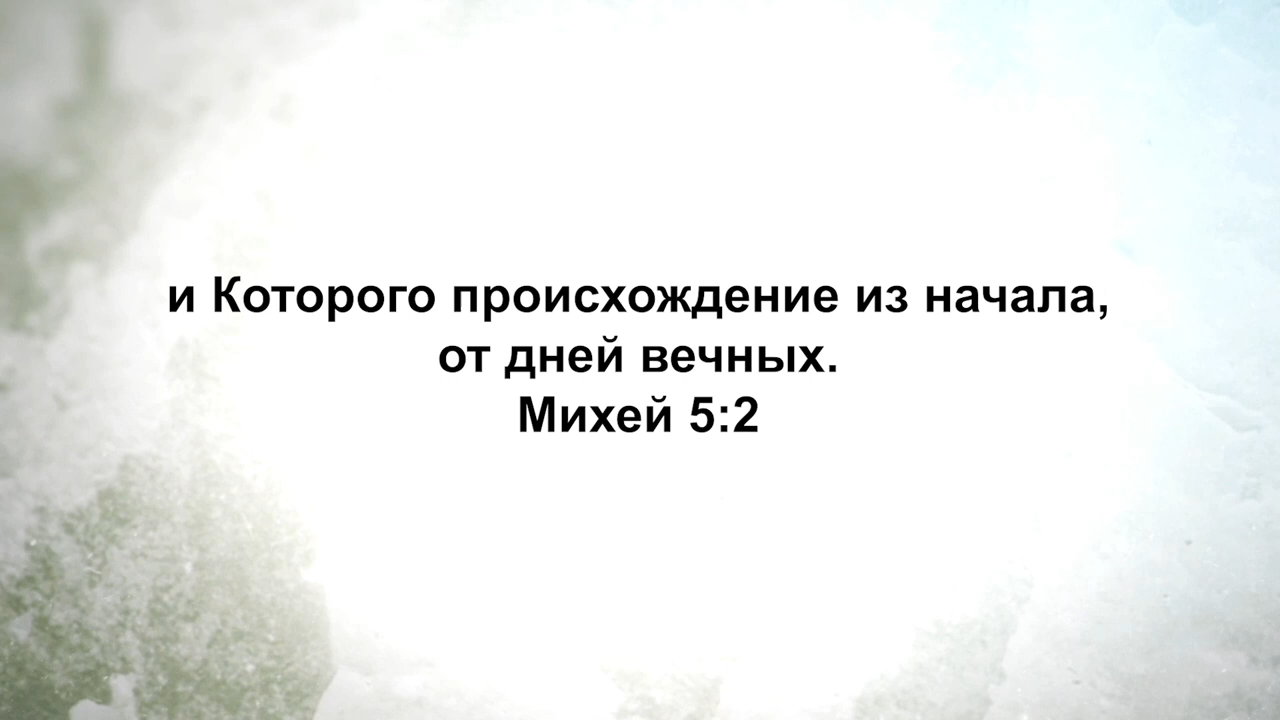 и Которого происхождение из начала,
от дней вечных.
Михей 5:2